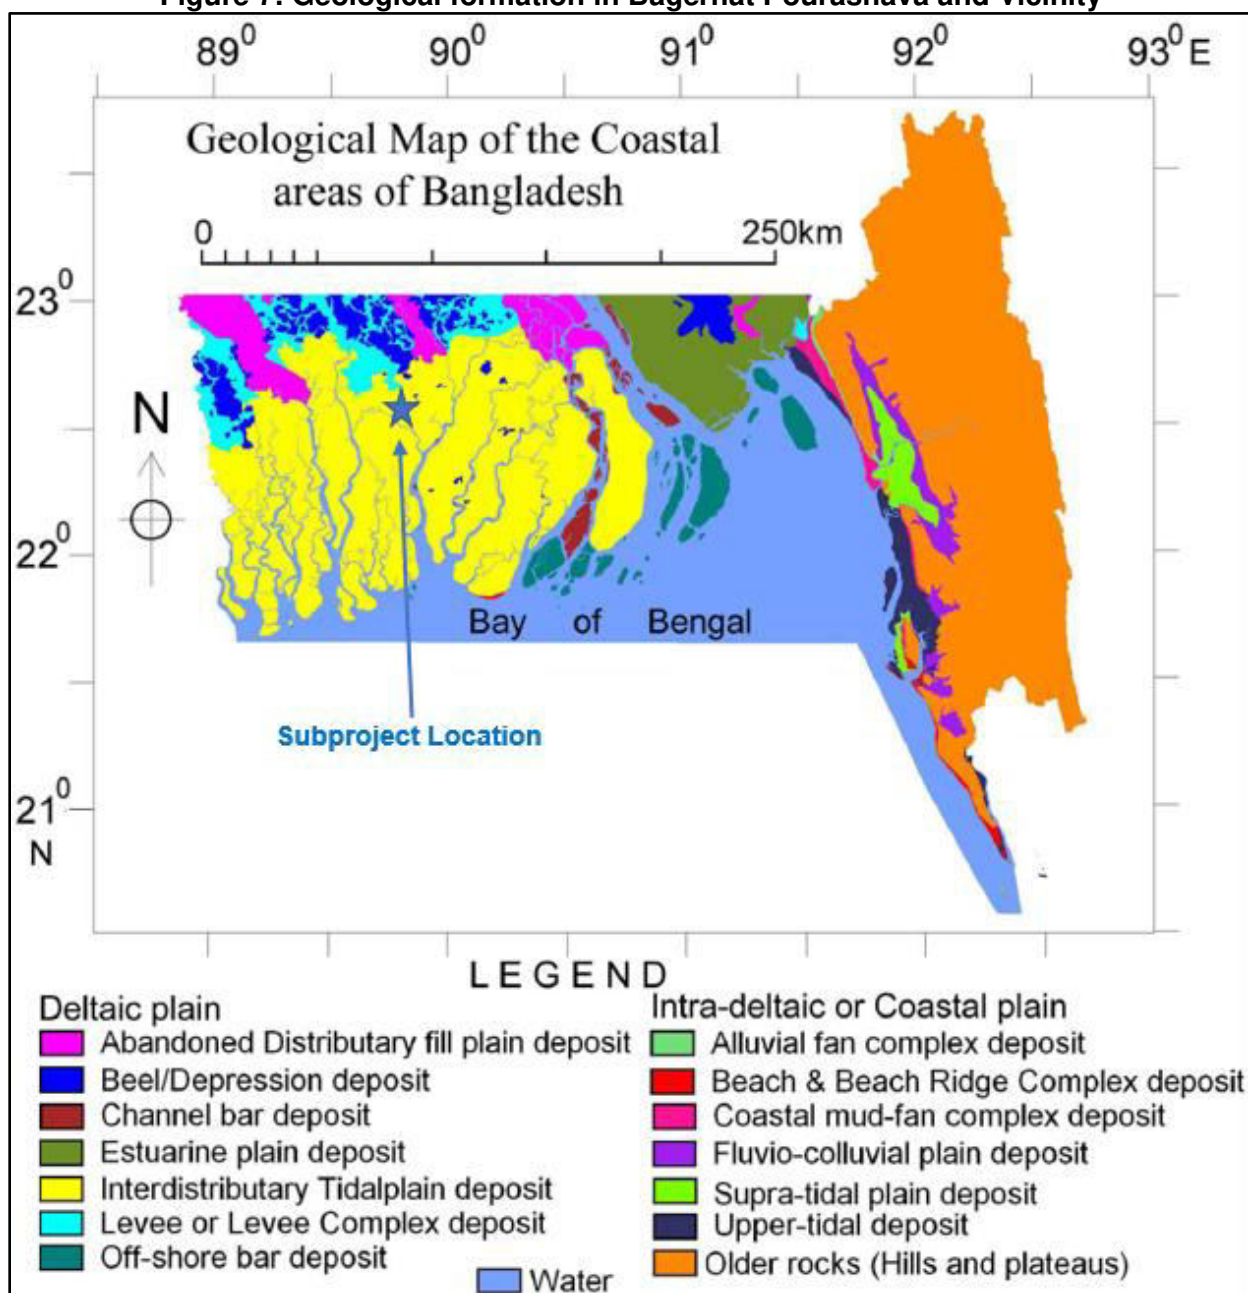 Figure 7: Geological formation in Bagerhat Pourashava and Vicinity
89⁰ 90⁰ 91⁰ 92⁰ 93⁰ E
Geological Map of the Coastal
areas of Bangladesh
0 250km
23⁰
N
22⁰
Bay of Bengal
Subproject Location
21⁰
N
LEGEND
Deltaic plain
Abandoned Distributary fill plain deposit
Beel/Depression deposit
Channel bar deposit
Estuarine plain deposit
Interdistributary Tidalplain deposit
Levee or Levee Complex deposit
Off-shore bar deposit
Water
Intra-deltaic or Coastal plain
Alluvial fan complex deposit
Beach & Beach Ridge Complex deposit
Coastal mud-fan complex deposit
Fluvio-colluvial plain deposit
Supra-tidal plain deposit
Upper-tidal deposit
Older rocks (Hills and plateaus)